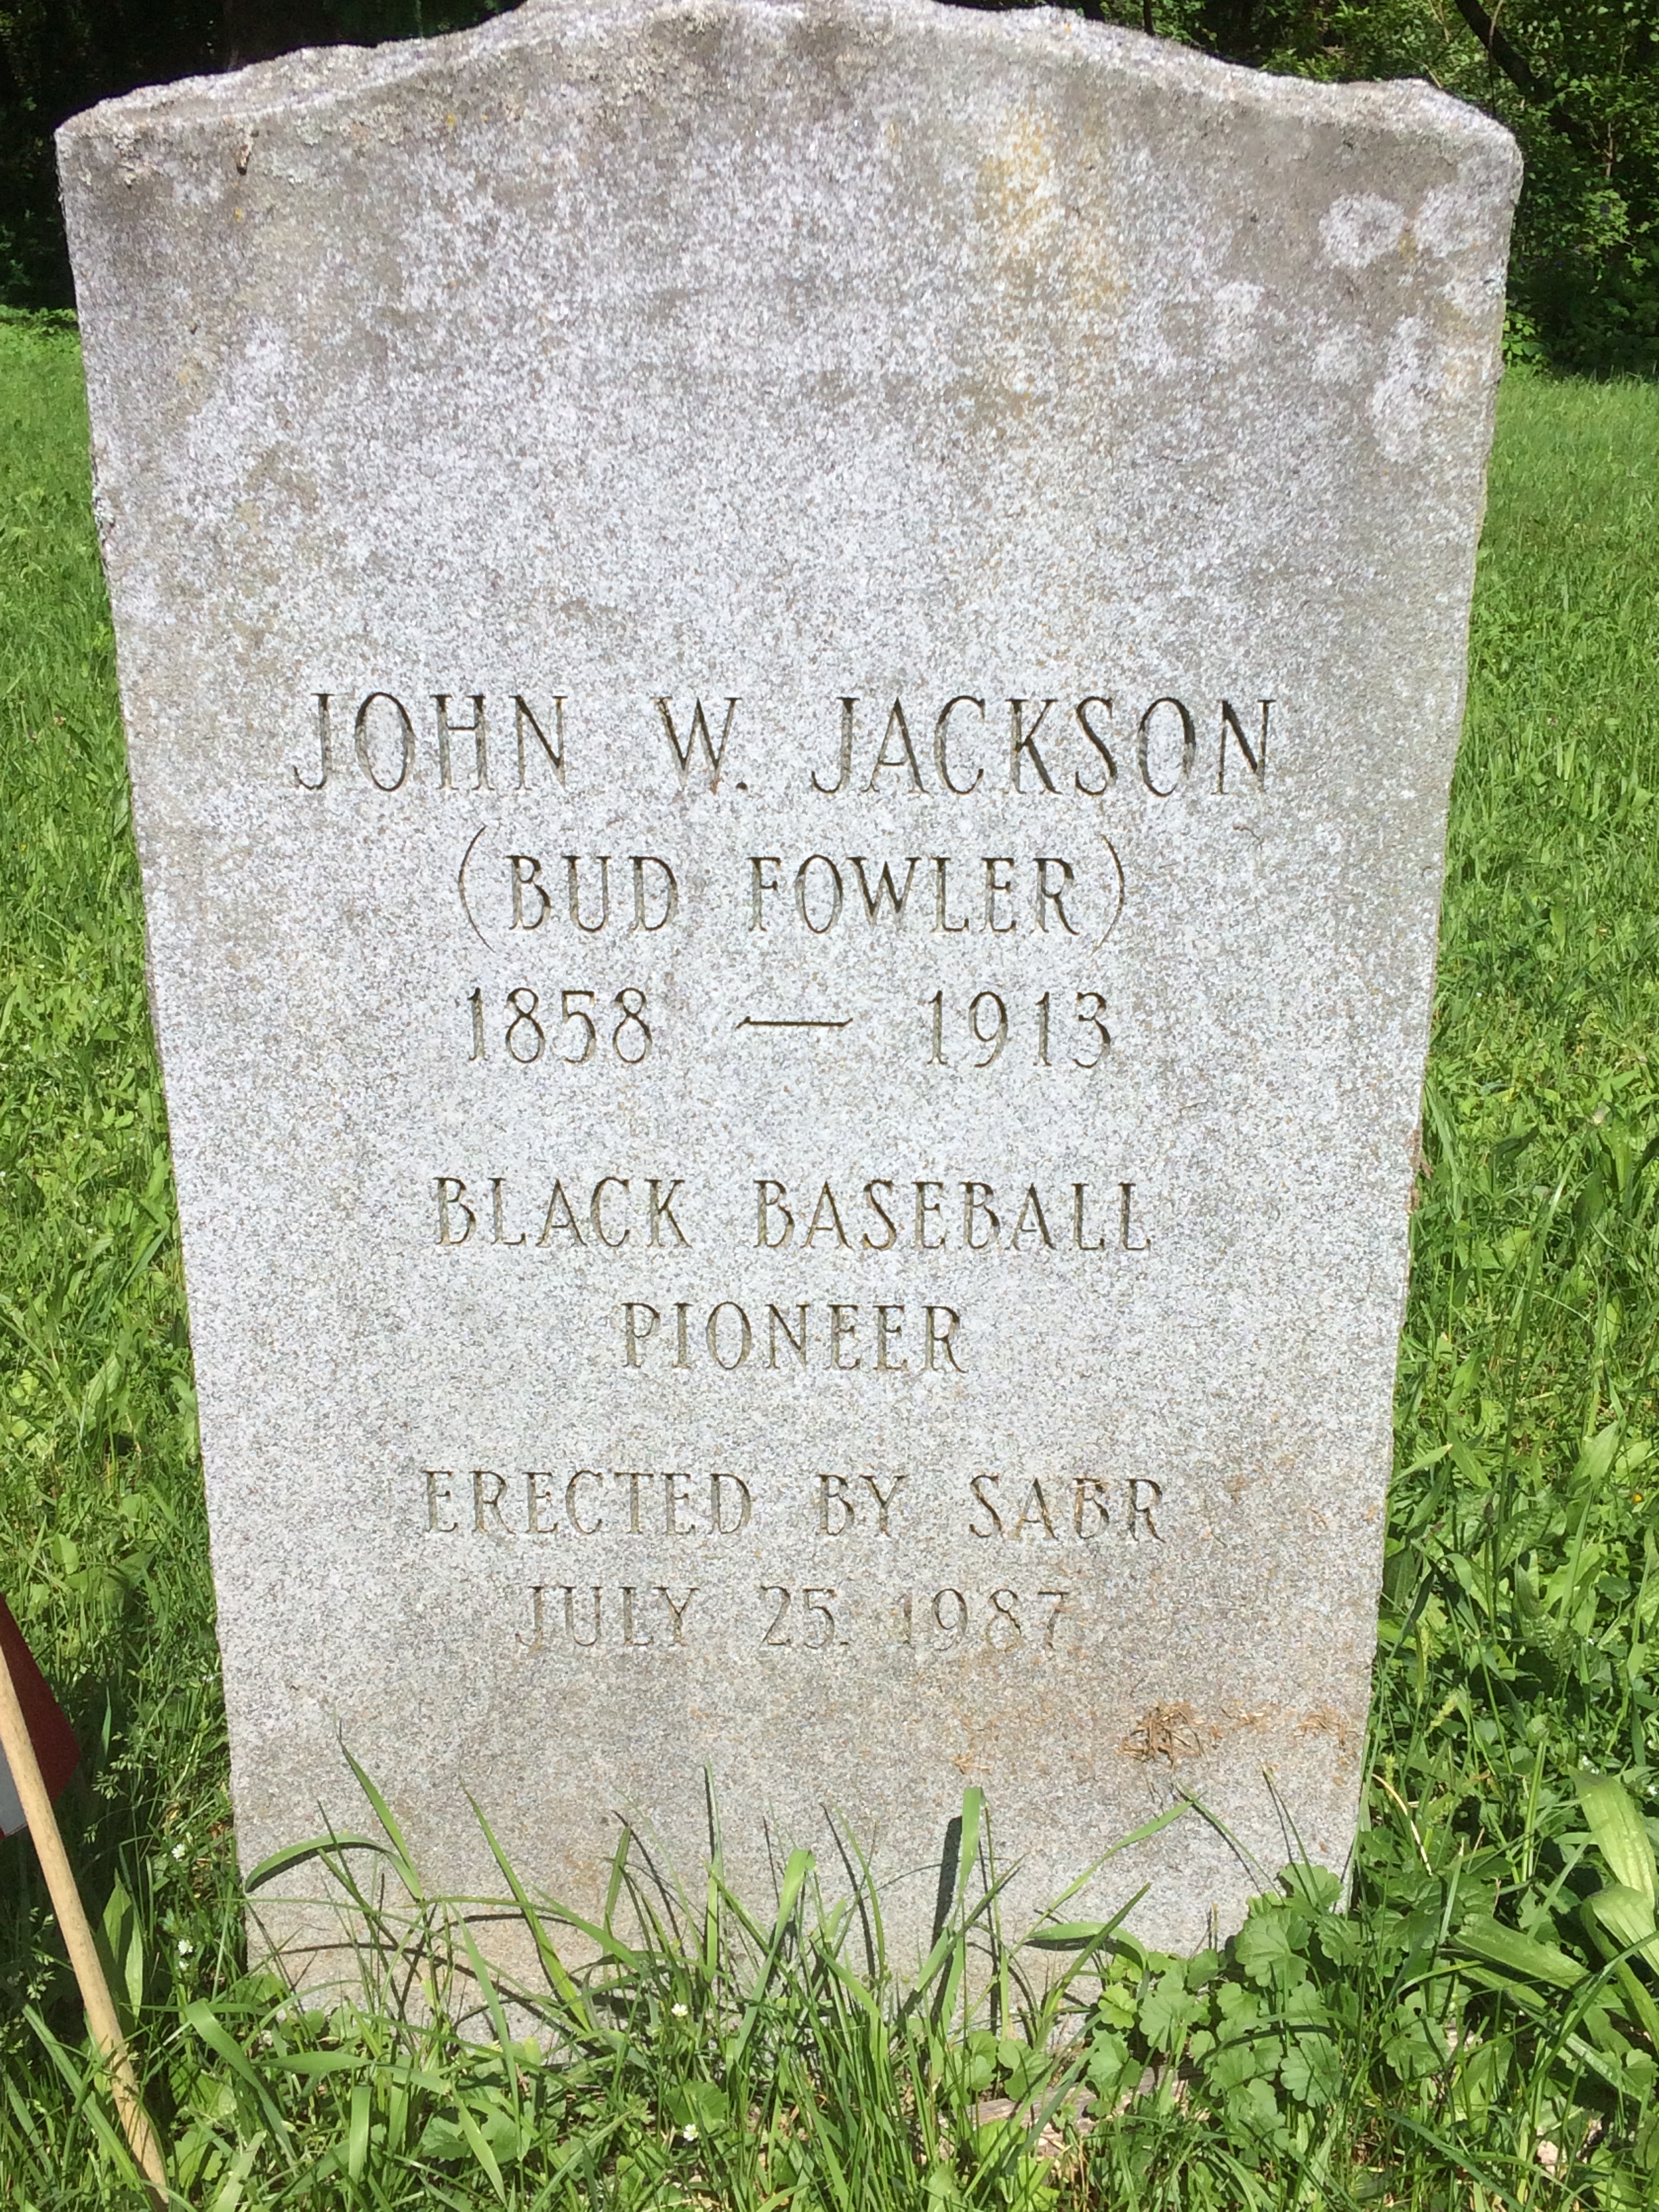 JOHN W. JACKSON
(BUD FOWLER)
1858 — 1913
BLACK BASEBALL
PIONEER
ERECTED BY SABR
JULY 25, 1987